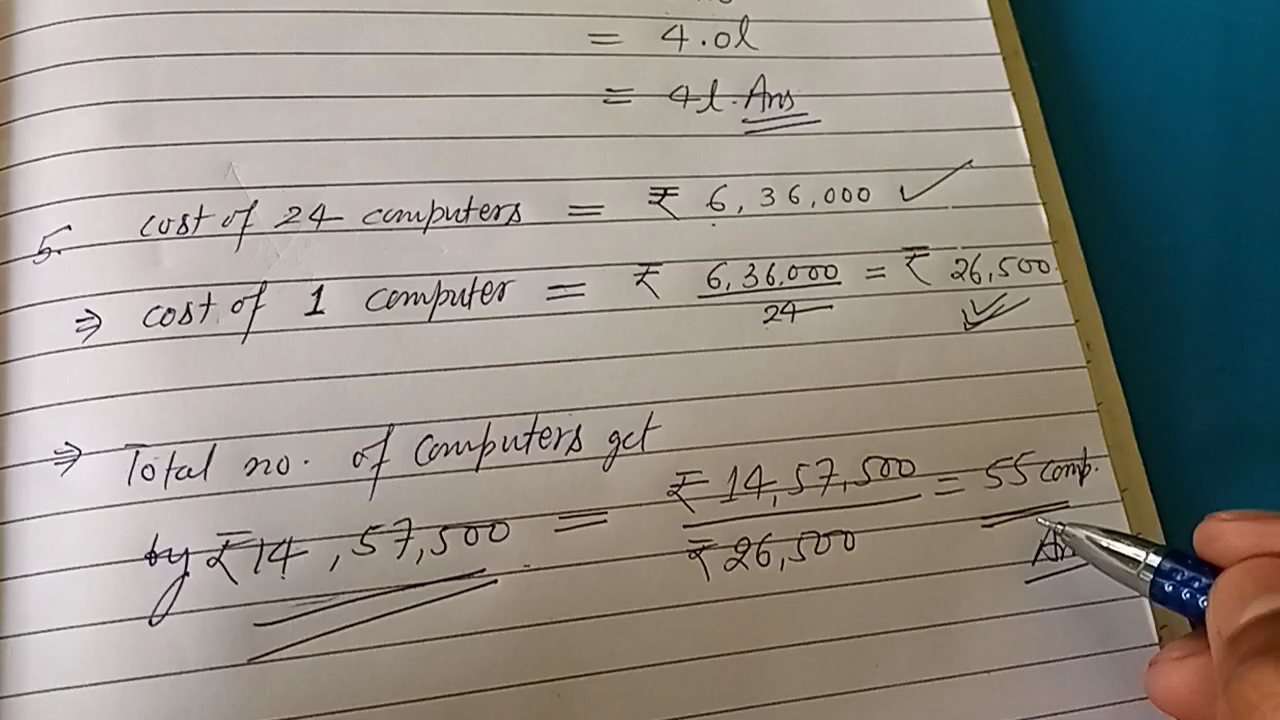 = 4.0l
= 4l. Ans
5. cost of 24 computers = ₹ 6,36,000 ✓
⇒ cost of 1 computer = ₹ 6,36,000/24 = ₹ 26,500
⇒ Total no. of computers get
by ₹14,57,500 = ₹ 14,57,500/₹26,500 = 55 comp.